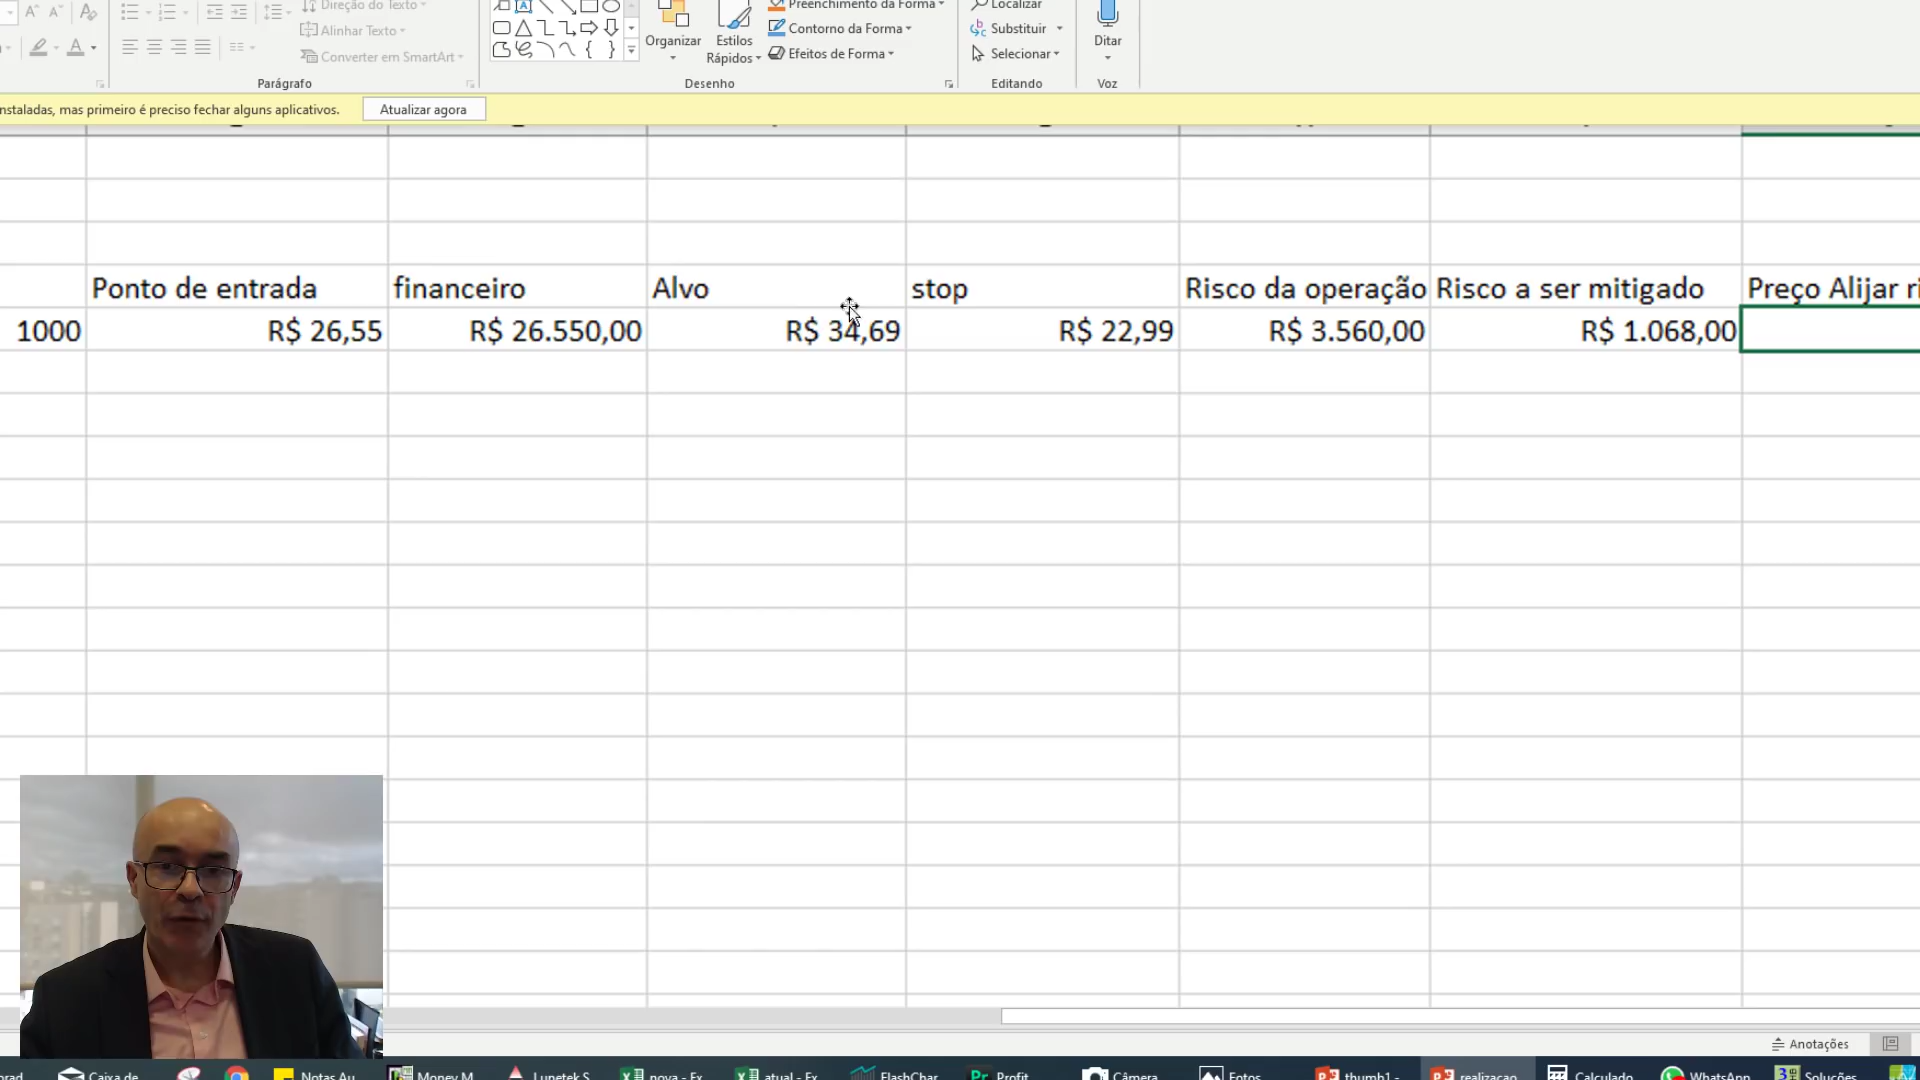 Direção do Texto
Preenchimento da Forma
Localizar
Alinhar Texto
Organizar
Estilos
Rápidos
Contorno da Forma
Substituir
Ditar
Converter em SmartArt
Efeitos de Forma
Selecionar
Parágrafo
Desenho
Editando
Voz
nstaladas, mas primeiro é preciso fechar alguns aplicativos.
Atualizar agora
Ponto de entrada
financeiro
Alvo
stop
Risco da operação
Risco a ser mitigado
Preço Alijar ri
1000
R$ 26,55
R$ 26.550,00
R$ 34,69
R$ 22,99
R$ 3.560,00
R$ 1.068,00
Anotações
Caixa de
Notas Au
Money M
Lunetek S
nova - Ex
atual - Ex
FlashChar
Profit
Câmera
Fotos
thumb1 -
realizacao
Calculado
WhatsApp
Soluções